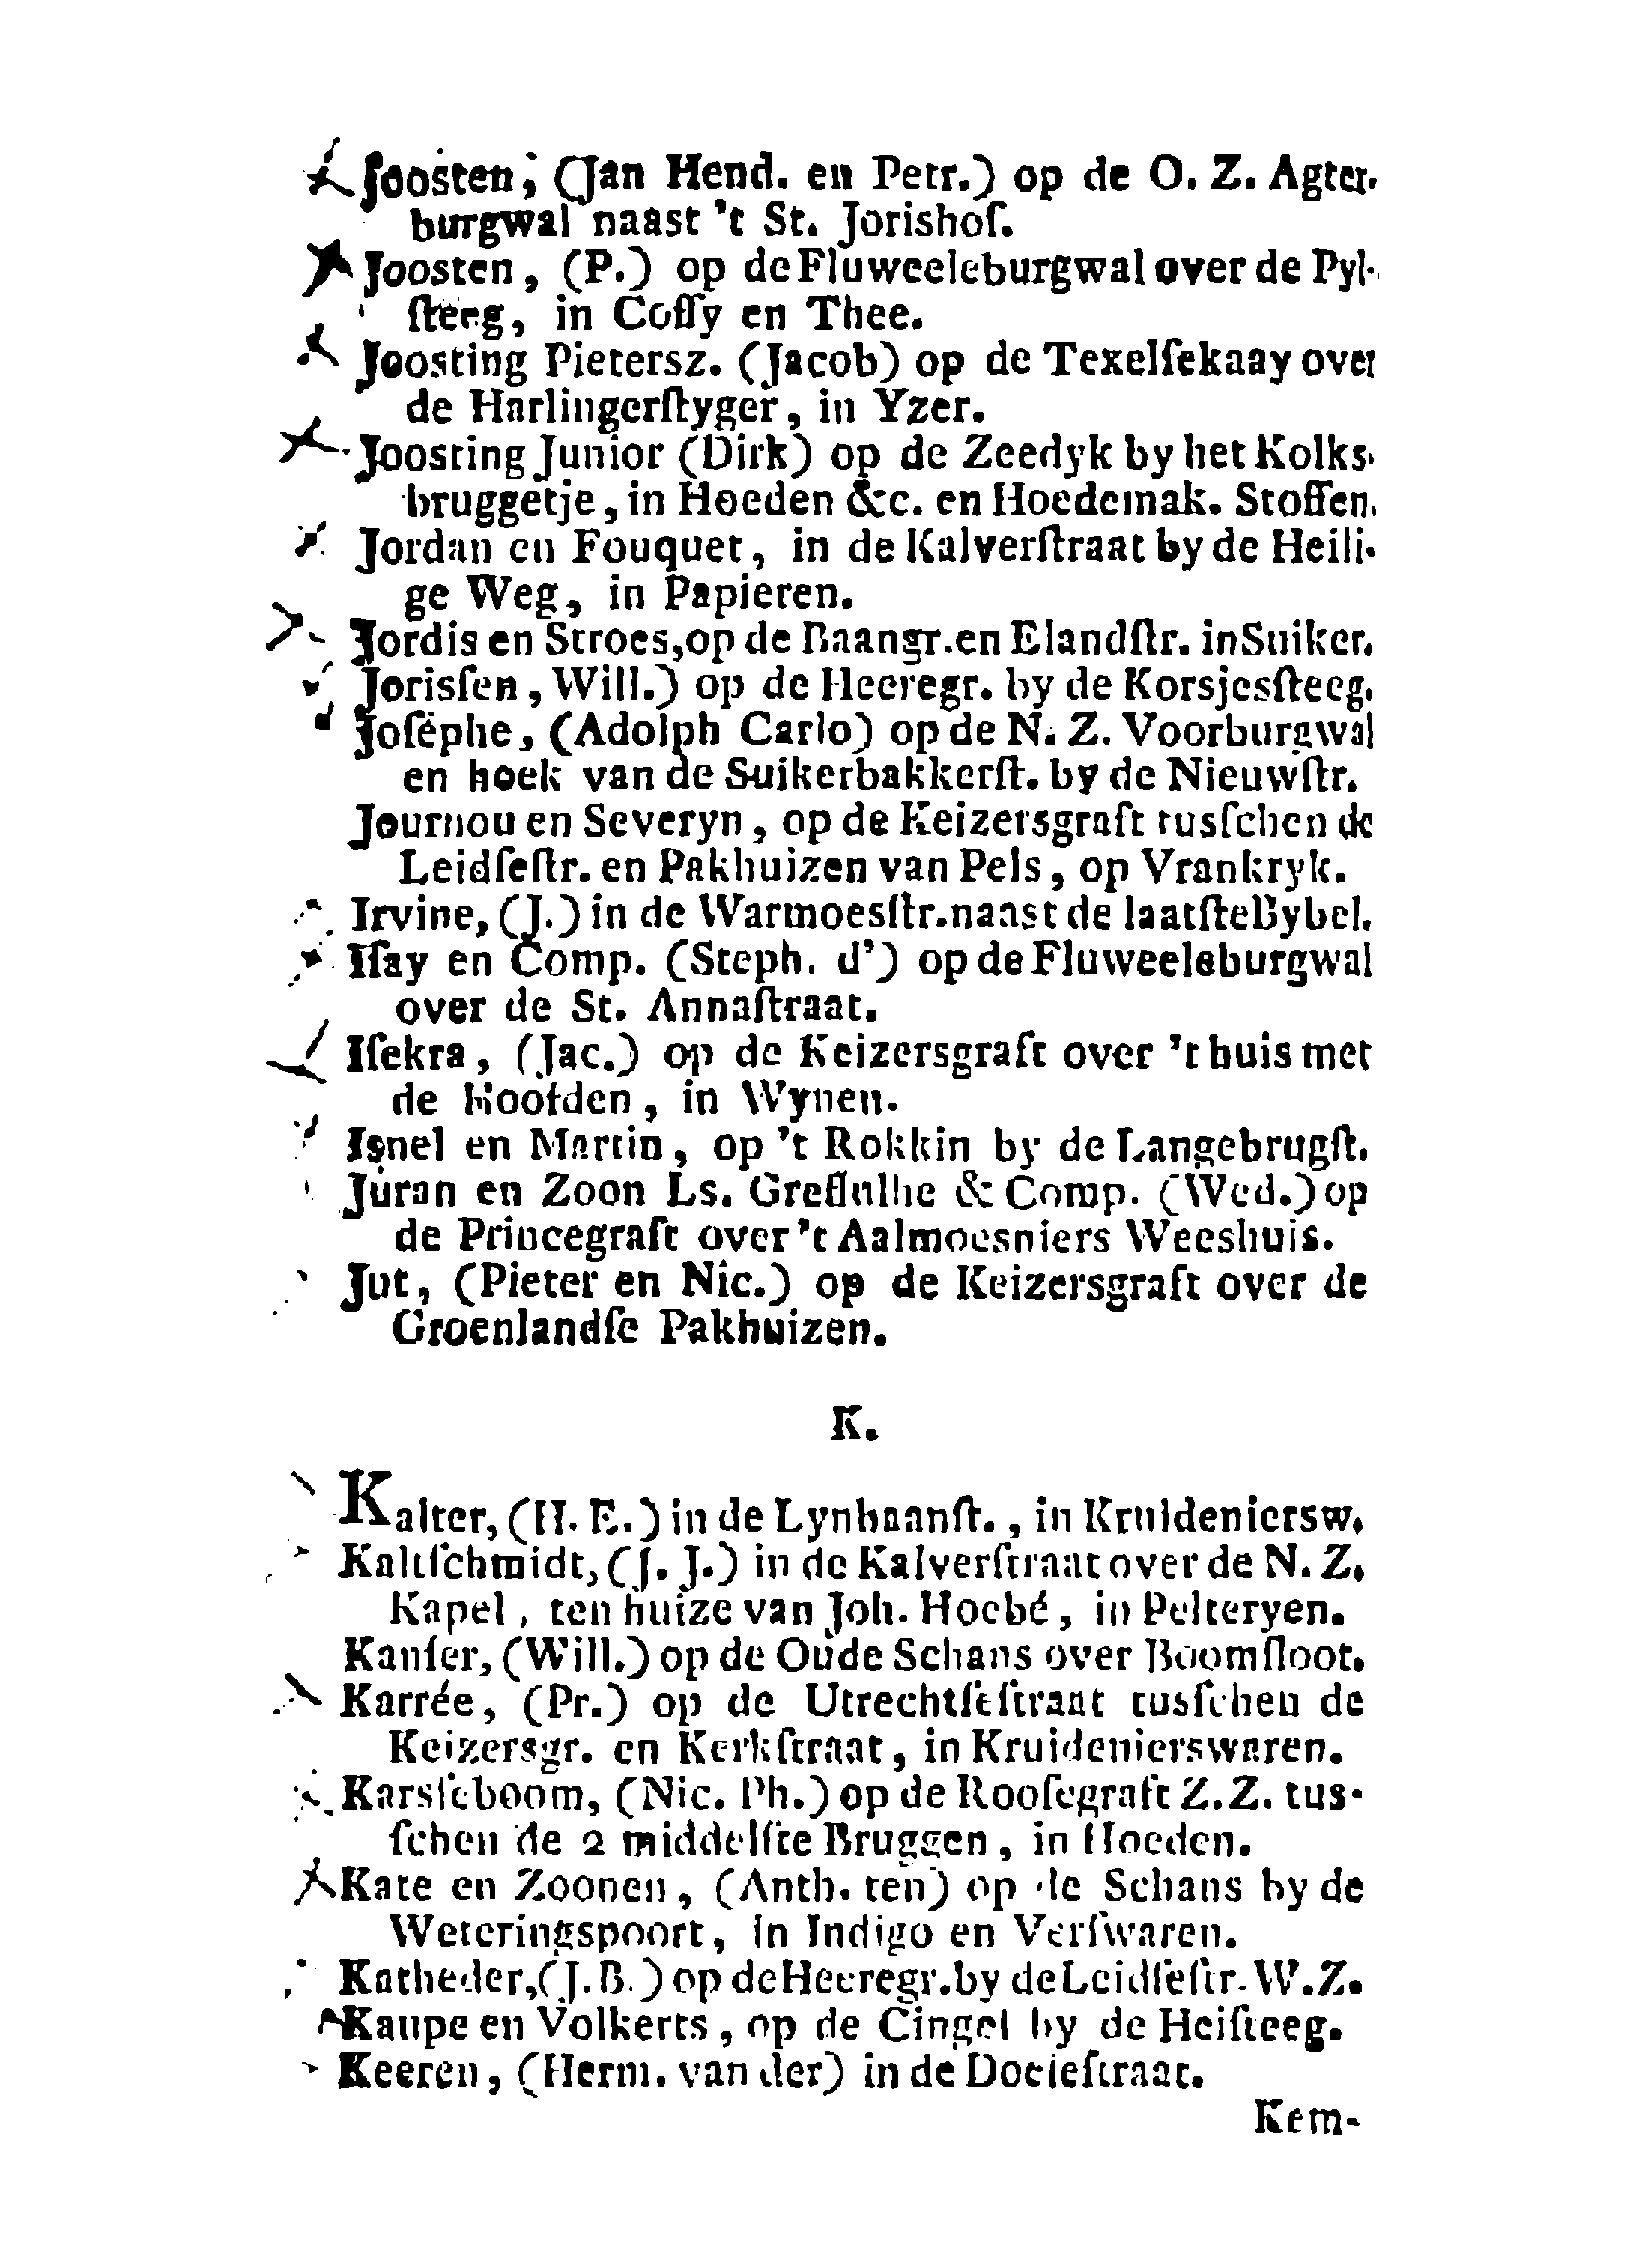 Joosten, (Jan Hend. en Petr.) op de O. Z. Agter-
burgwal naast 't St. Jorishof.
Joosten, (P.) op de Fluweeleburgwal over de Pyl-
ſteeg, in Coffy en Thee.
Joosting Pietersz. (Jacob) op de Texelſekaay over
de Harlingerſtyger, in Yzer.
Joosting Junior (Dirk) op de Zeedyk by het Kolks-
bruggetje, in Hoeden &c. en Hoedemak. Stoffen.
Jordan en Fouquet, in de Kalverſtraat by de Heili-
ge Weg, in Papieren.
Jordis en Stroes, op de Baangr. en Elandſtr. in Suiker.
Jorisſen, Will.) op de Heeregr. by de Korsjesſteeg.
Joſéphe, (Adolph Carlo) op de N. Z. Voorburgwal
en hoek van de Suikerbakkerſt. by de Nieuwſtr.
Journou en Severyn, op de Keizersgraft tusſchen de
Leidſeſtr. en Pakhuizen van Pels, op Vrankryk.
Irvine, (J.) in de Warmoesſtr. naast de laatſte Bybel.
Iſay en Comp. (Steph. d') op de Fluweeleburgwal
over de St. Annaſtraat.
Iſekra, (Jac.) op de Keizersgraft over 't huis met
de Hoofden, in Wynen.
Isnel en Martin, op 't Rokkin by de Langebrugſt.
Juran en Zoon Ls. Greffulhe & Comp. (Wed.) op
de Princegraft over 't Aalmoesniers Weeshuis.
Jut, (Pieter en Nic.) op de Keizersgraft over de
Groenlandſe Pakhuizen.
K.
Kalter, (H. E.) in de Lynbaanſt., in Kruideniersw.
Kaltſchmidt, (J. J.) in de Kalverſtraat over de N. Z.
Kapel, ten huize van Joh. Hoebé, in Pelteryen.
Kanſer, (Will.) op de Oude Schans over Boomſloot.
Karrée, (Pr.) op de Utrechtſeſtraat tusſchen de
Keizersgr. en Kerkſtraat, in Kruidenierswaren.
Karsſeboom, (Nic. Ph.) op de Rooſegraft Z.Z. tus-
ſchen de 2 middelſte Bruggen, in Hoeden.
Kate en Zoonen, (Anth. ten) op de Schans by de
Weteringspoort, in Indigo en Verſwaren.
Katheder, (J. B.) op de Heeregr. by de Leidſeſtr. W.Z.
Kaupe en Volkerts, op de Cingel by de Heiſteeg.
Keeren, (Herm. van der) in de Doeleſtraat.
Kem-